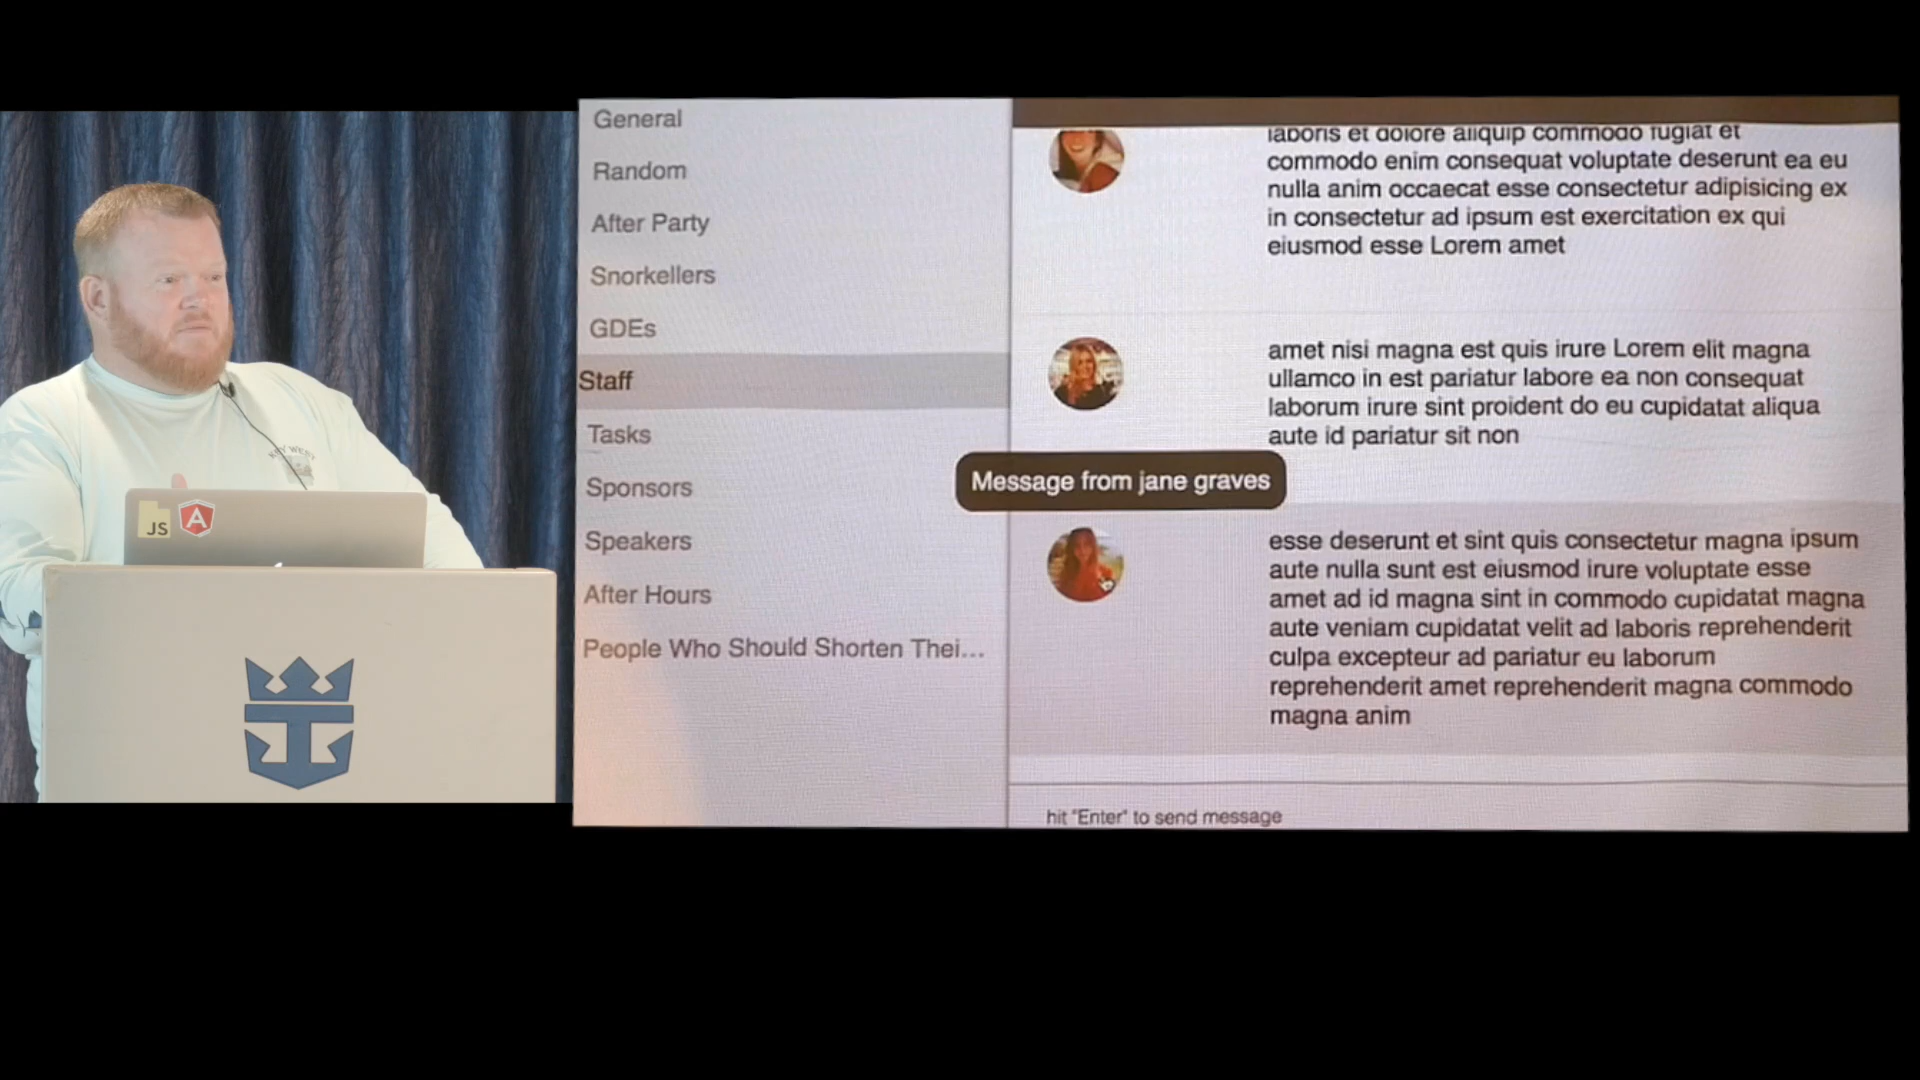 General
Random
After Party
Snorkellers
GDEs
Staff
Tasks
Sponsors
Speakers
After Hours
People Who Should Shorten Thei...
laboris et dolore aliquip commodo fugiat et
commodo enim consequat voluptate deserunt ea eu
nulla anim occaecat esse consectetur adipisicing ex
in consectetur ad ipsum est exercitation ex qui
eiusmod esse Lorem amet
amet nisi magna est quis irure Lorem elit magna
ullamco in est pariatur labore ea non consequat
laborum irure sint proident do eu cupidatat aliqua
aute id pariatur sit non
Message from jane graves
esse deserunt et sint quis consectetur magna ipsum
aute nulla sunt est eiusmod irure voluptate esse
amet ad id magna sint in commodo cupidatat magna
aute veniam cupidatat velit ad laboris reprehenderit
culpa excepteur ad pariatur eu laborum
reprehenderit amet reprehenderit magna commodo
magna anim
hit "Enter" to send message
KEY WEST
JS
A